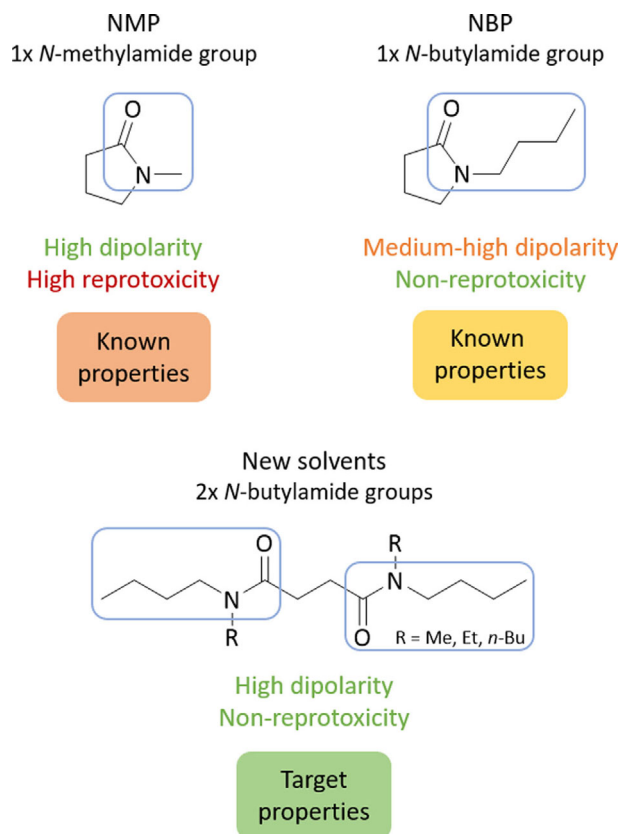 NMP
1x N-methylamide group
O
N
High dipolarity
High reprotoxicity
Known
properties
NBP
1x N-butylamide group
O
N
Medium-high dipolarity
Non-reprotoxicity
Known
properties
New solvents
2x N-butylamide groups
O
N
R
R
N
O
R = Me, Et, n-Bu
High dipolarity
Non-reprotoxicity
Target
properties